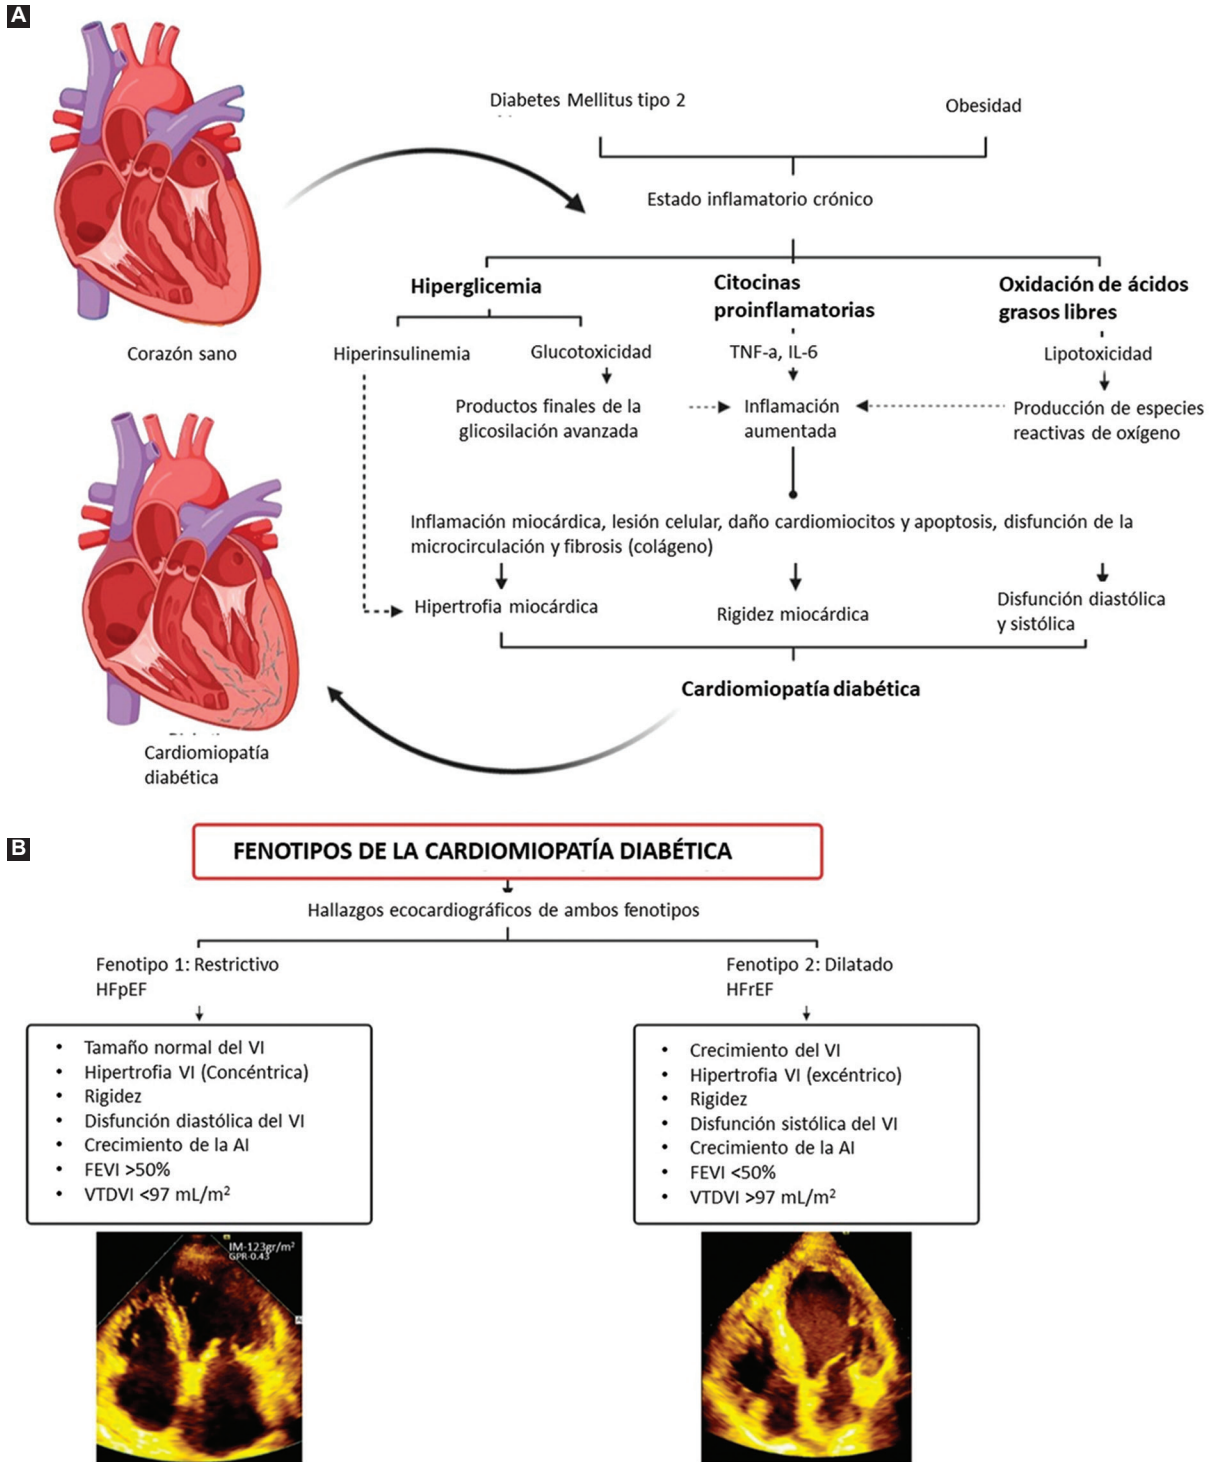 A
Diabetes Mellitus tipo 2
Obesidad
Estado inflamatorio crónico
Hiperglicemia
Citocinas
proinflamatorias
Oxidación de ácidos
grasos libres
Corazón sano
Hiperinsulinemia
Glucotoxicidad
TNF-a, IL-6
Lipotoxicidad
Productos finales de la
glicosilación avanzada
Inflamación
aumentada
Producción de especies
reactivas de oxígeno
Inflamación miocárdica, lesión celular, daño cardiomiocitos y apoptosis, disfunción de la
microcirculación y fibrosis (colágeno)
Hipertrofia miocárdica
Rigidez miocárdica
Disfunción diastólica
y sistólica
Cardiomiopatía diabética
Cardiomiopatía
diabética
B
FENOTIPOS DE LA CARDIOMIOPATÍA DIABÉTICA
Hallazgos ecocardiográficos de ambos fenotipos
Fenotipo 1: Restrictivo
HFpEF
• Tamaño normal del VI
• Hipertrofia VI (Concéntrica)
• Rigidez
• Disfunción diastólica del VI
• Crecimiento de la AI
• FEVI >50%
• VTDVI <97 mL/m²
IM-123gr/m²
GPR-0.43
Fenotipo 2: Dilatado
HFrEF
• Crecimiento del VI
• Hipertrofia VI (excéntrico)
• Rigidez
• Disfunción sistólica del VI
• Crecimiento de la AI
• FEVI <50%
• VTDVI >97 mL/m²